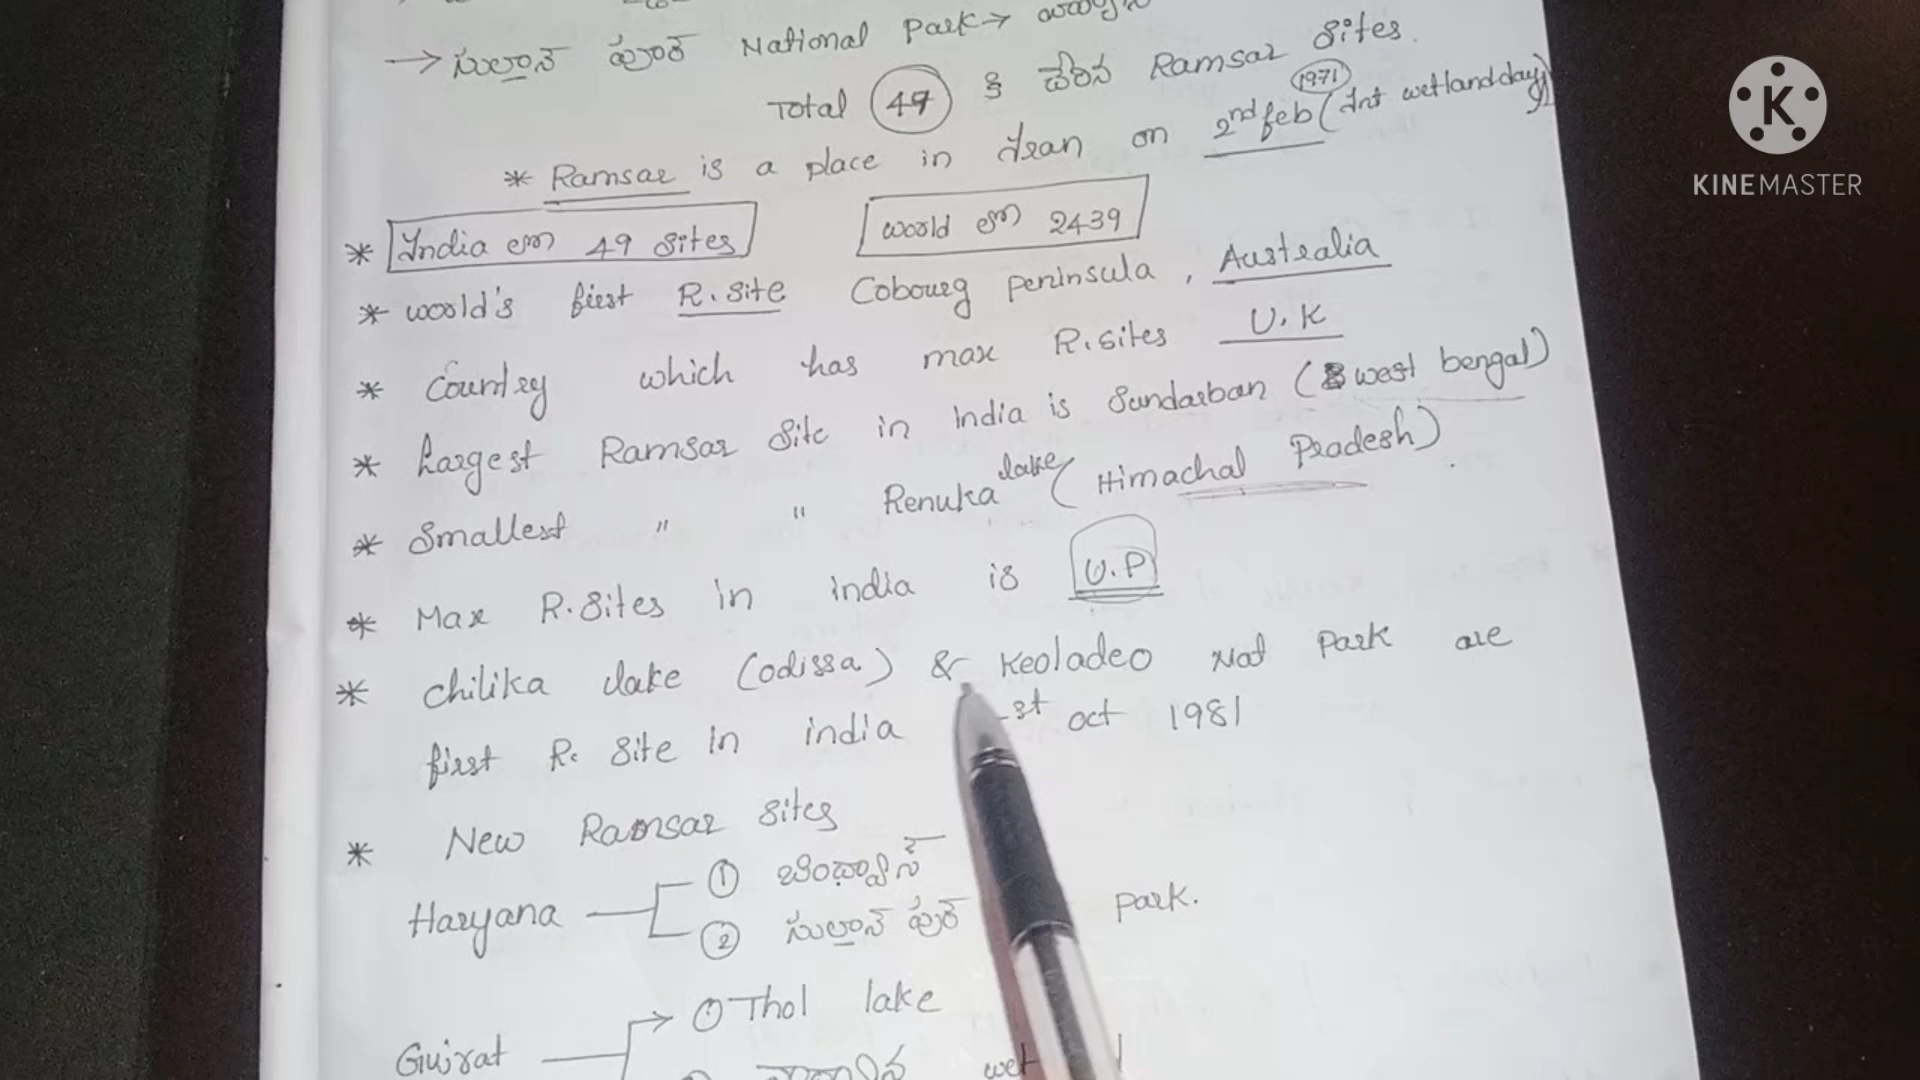 → సుల్తాన్ పూర్ National Park →
Total 49 కి చేరిన Ramsar Sites.
* Ramsar is a place in Iran on 2nd feb (Int wetland day) 1971
* India లో 49 Sites world లో 2439
* world's first R. Site Cobourg peninsula, Australia
* Country which has max R. sites U.K
* Largest Ramsar Site in India is Sundarban (west bengal)
* Smallest " " Renuka lake (Himachal Pradesh)
* Max R. Sites in india is U.P
* Chilika lake (odissa) & Keoladeo Nat Park are
first R. Site in india st oct 1981
* New Ramsar Sites
Haryana
①
② సుల్తాన్ పూర్ park.
Gujrat → ① Thol lake
wet
K
KINEMASTER